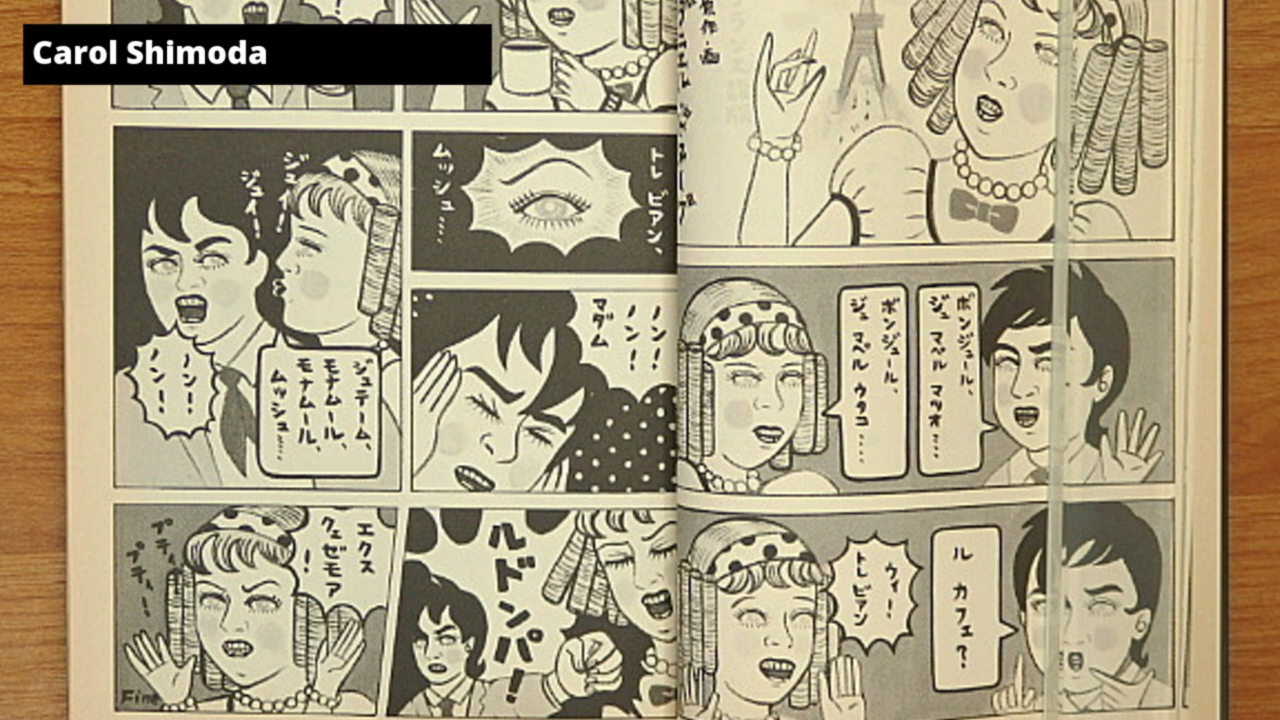 Carol Shimoda
ボンジュール、
ジュ マペル マツオ…
ボンジュール、
ジュ マペル ウタコ……
ル カフェ?
ウィー!
トレ ビアン
トレ ビアン、
ムッシュ……
ノン!
ノン!
マダム
ジュイ!
ジュイ!
ジュテーム、
モナムール、
モナムール、
ムッシュ……
ノン!
ノン!
ルドンパ!
エクス
クェゼモア
!
プティ
プティ…
Fine